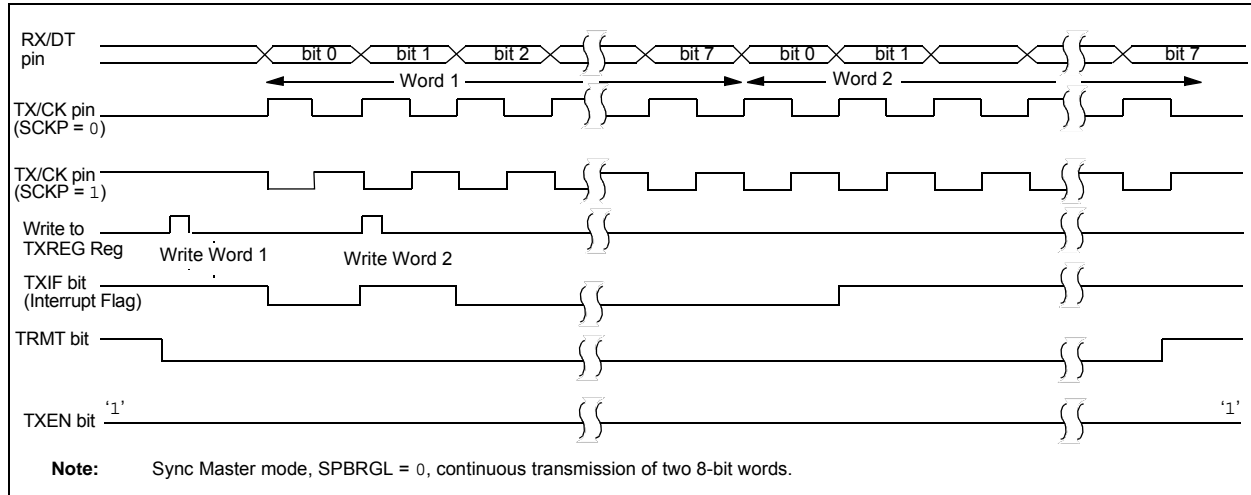 RX/DT
pin
bit 0 bit 1 bit 2 bit 7 bit 0 bit 1 bit 7
Word 1 Word 2
TX/CK pin
(SCKP = 0)
TX/CK pin
(SCKP = 1)
Write to
TXREG Reg
Write Word 1 Write Word 2
TXIF bit
(Interrupt Flag)
TRMT bit
TXEN bit ‘1’ ‘1’
Note: Sync Master mode, SPBRGL = 0, continuous transmission of two 8-bit words.